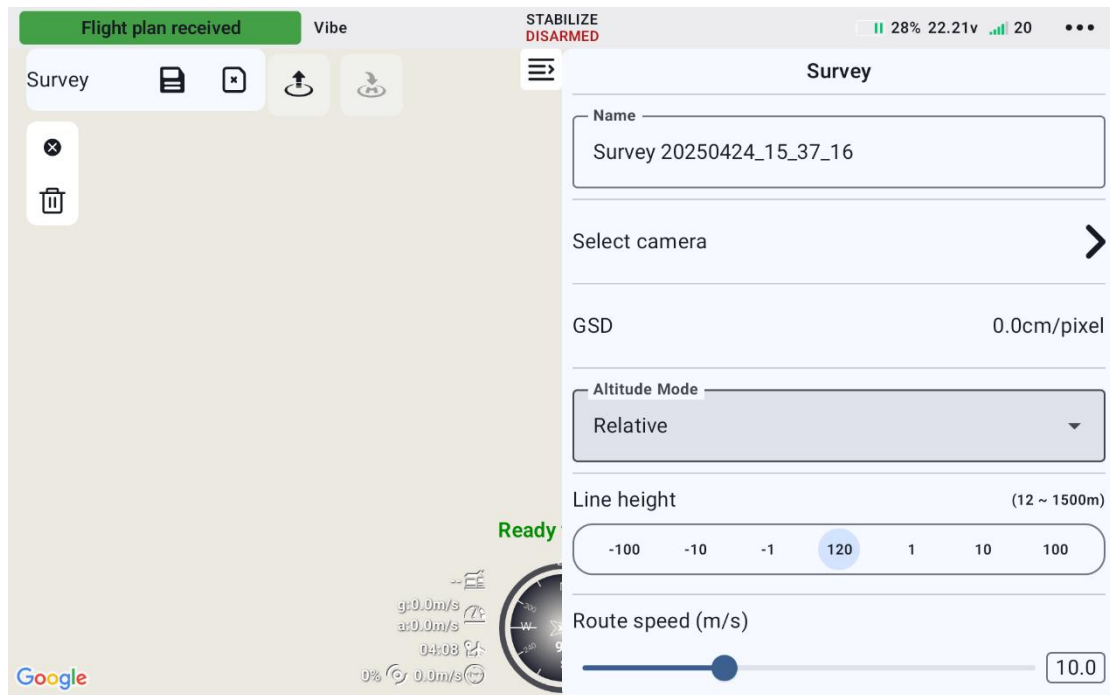 Flight plan received
Vibe
STABILIZE
DISARMED
28% 22.21v 20
Survey
Survey
Name
Survey 20250424_15_37_16
Select camera
GSD 0.0cm/pixel
Altitude Mode
Relative
Line height (12 ~ 1500m)
-100 -10 -1 120 1 10 100
Ready
--
g:0.0m/s
a:0.0m/s
04:08
0% 0.0m/s
W
Route speed (m/s)
10.0
Google